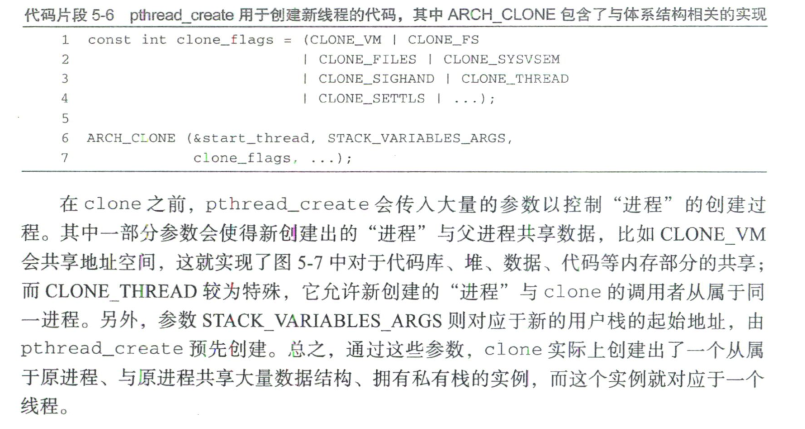 代码片段 5-6 pthread_create 用于创建新线程的代码，其中 ARCH_CLONE 包含了与体系结构相关的实现
1 const int clone_flags = (CLONE_VM | CLONE_FS
2 | CLONE_FILES | CLONE_SYSVSEM
3 | CLONE_SIGHAND | CLONE_THREAD
4 | CLONE_SETTLS | ...);
5
6 ARCH_CLONE (&start_thread, STACK_VARIABLES_ARGS,
7 clone_flags, ...);
在 clone 之前，pthread_create 会传入大量的参数以控制“进程”的创建过
程。其中一部分参数会使得新创建出的“进程”与父进程共享数据，比如 CLONE_VM
会共享地址空间，这就实现了图 5-7 中对于代码库、堆、数据、代码等内存部分的共享；
而 CLONE_THREAD 较为特殊，它允许新创建的“进程”与 clone 的调用者从属于同
一进程。另外，参数 STACK_VARIABLES_ARGS 则对应于新的用户栈的起始地址，由
pthread_create 预先创建。总之，通过这些参数，clone 实际上创建出了一个从属
于原进程、与原进程共享大量数据结构、拥有私有栈的实例，而这个实例就对应于一个
线程。